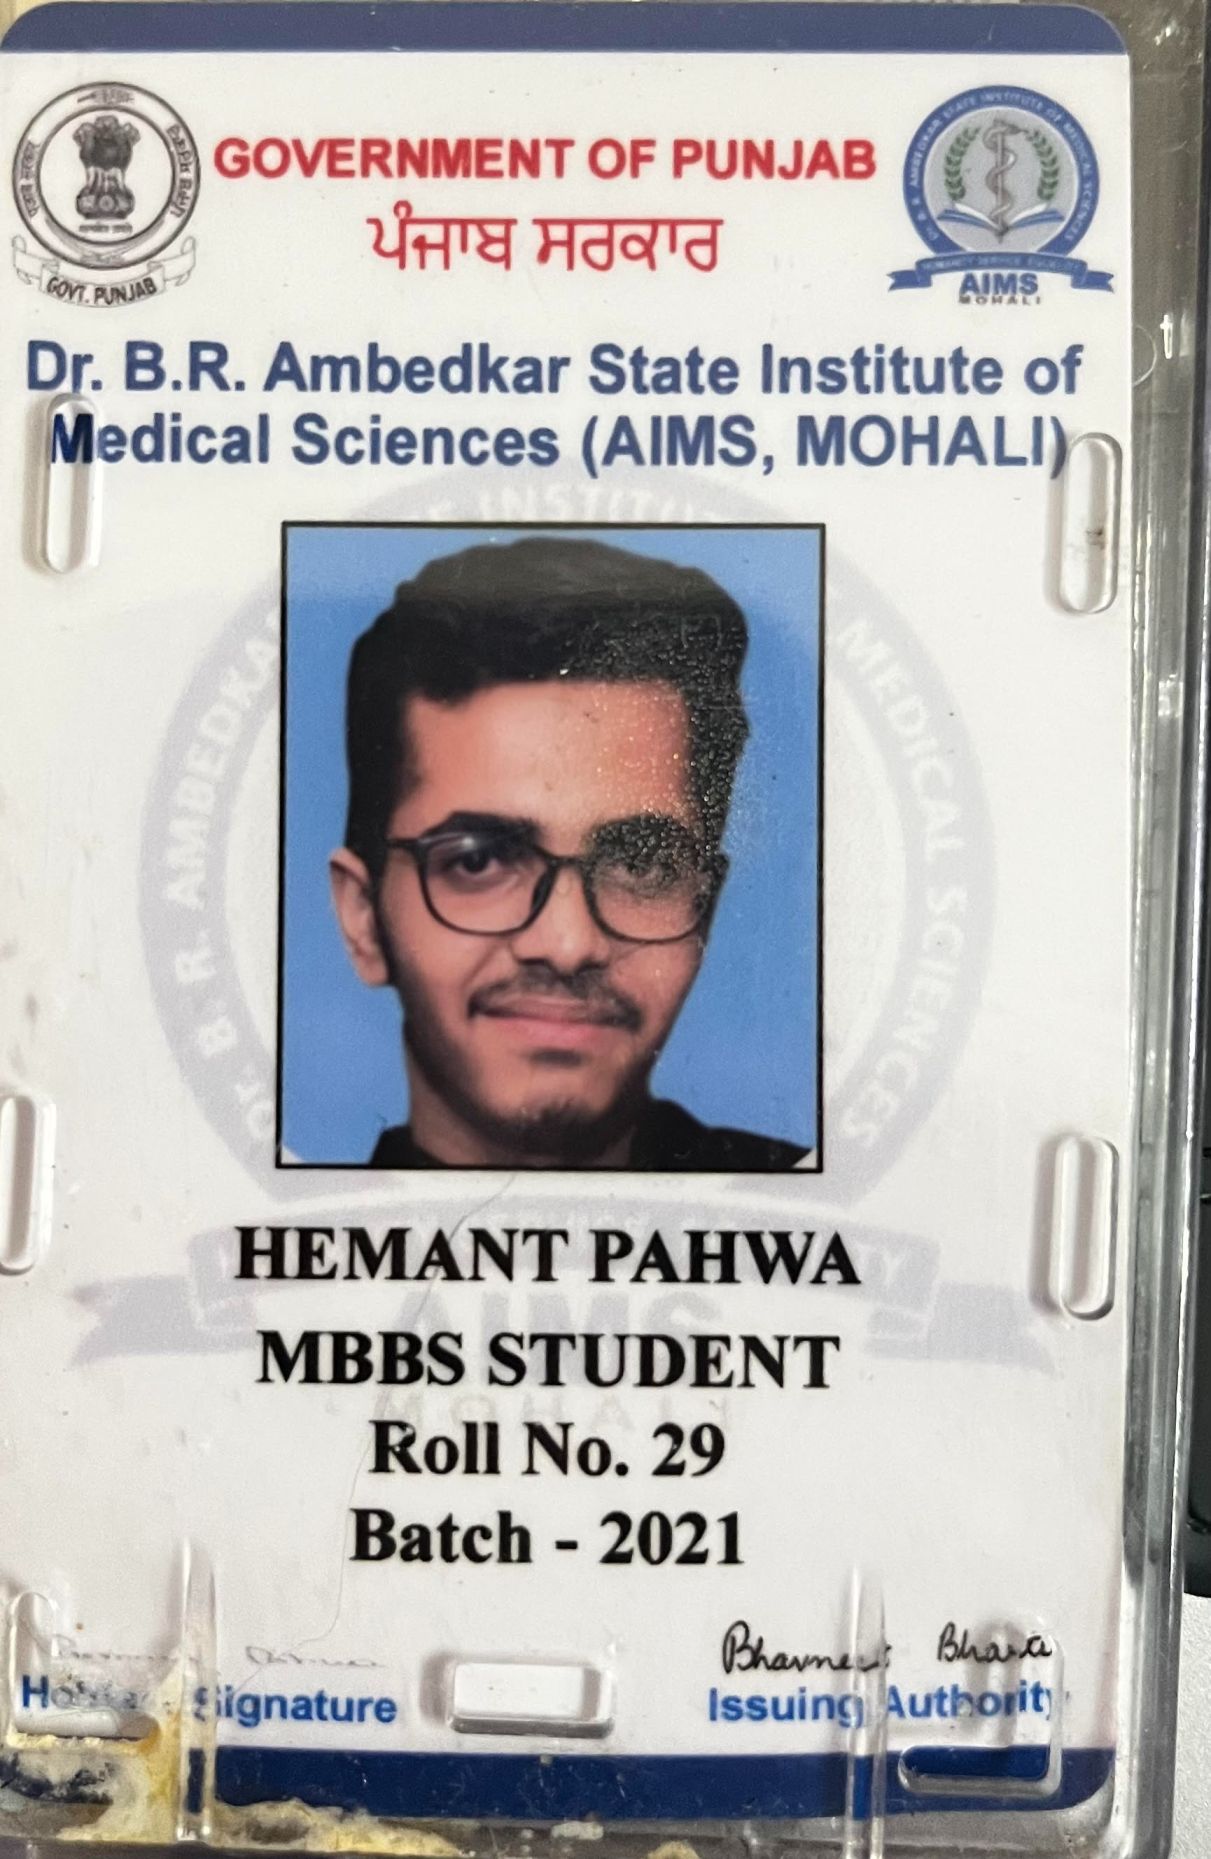 GOVERNMENT OF PUNJAB
ਪੰਜਾਬ ਸਰਕਾਰ
GOVT. PUNJAB
AIMS
MOHALI
Dr. B.R. Ambedkar State Institute of
Medical Sciences (AIMS, MOHALI)
HEMANT PAHWA
MBBS STUDENT
Roll No. 29
Batch - 2021
Signature
Issuing Authority